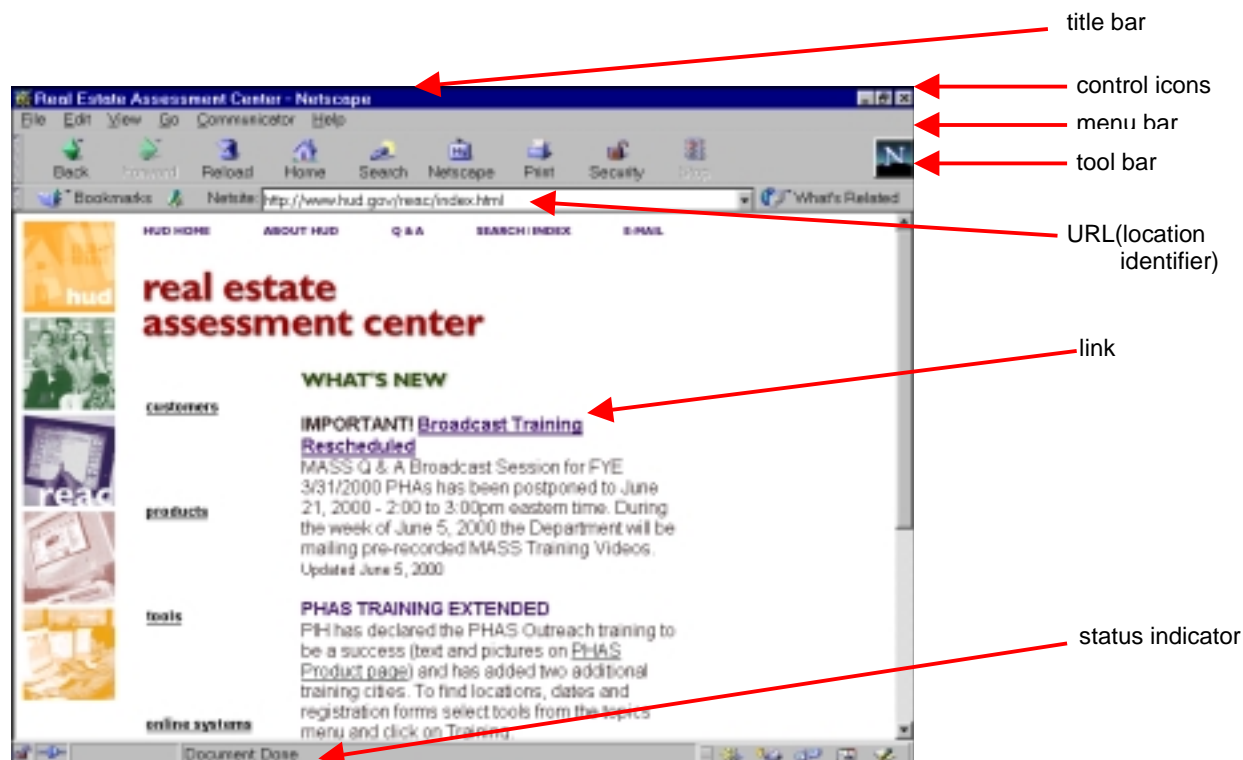 title bar
Real Estate Assessment Center - Netscape
control icons
File Edit View Go Communicator Help
menu bar
Back Forward Reload Home Search Netscape Print Security Stop
N
tool bar
Bookmarks Netsite: http://www.hud.gov/reac/index.html What's Related
HUD HOME ABOUT HUD Q & A SEARCH / INDEX E-MAIL
URL(location
identifier)
hud
real estate
assessment center
link
WHAT'S NEW
customers
IMPORTANT! Broadcast Training
Rescheduled
MASS Q & A Broadcast Session for FYE
3/31/2000 PHAs has been postponed to June
reac
products
21, 2000 - 2:00 to 3:00pm eastern time. During
the week of June 5, 2000 the Department will be
mailing pre-recorded MASS Training Videos.
Updated June 5, 2000
tools
PHAS TRAINING EXTENDED
PIH has declared the PHAS Outreach training to
be a success (text and pictures on PHAS
Product page) and has added two additional
training cities. To find locations, dates and
registration forms select tools from the topics
menu and click on Training.
status indicator
online systems
Document Done